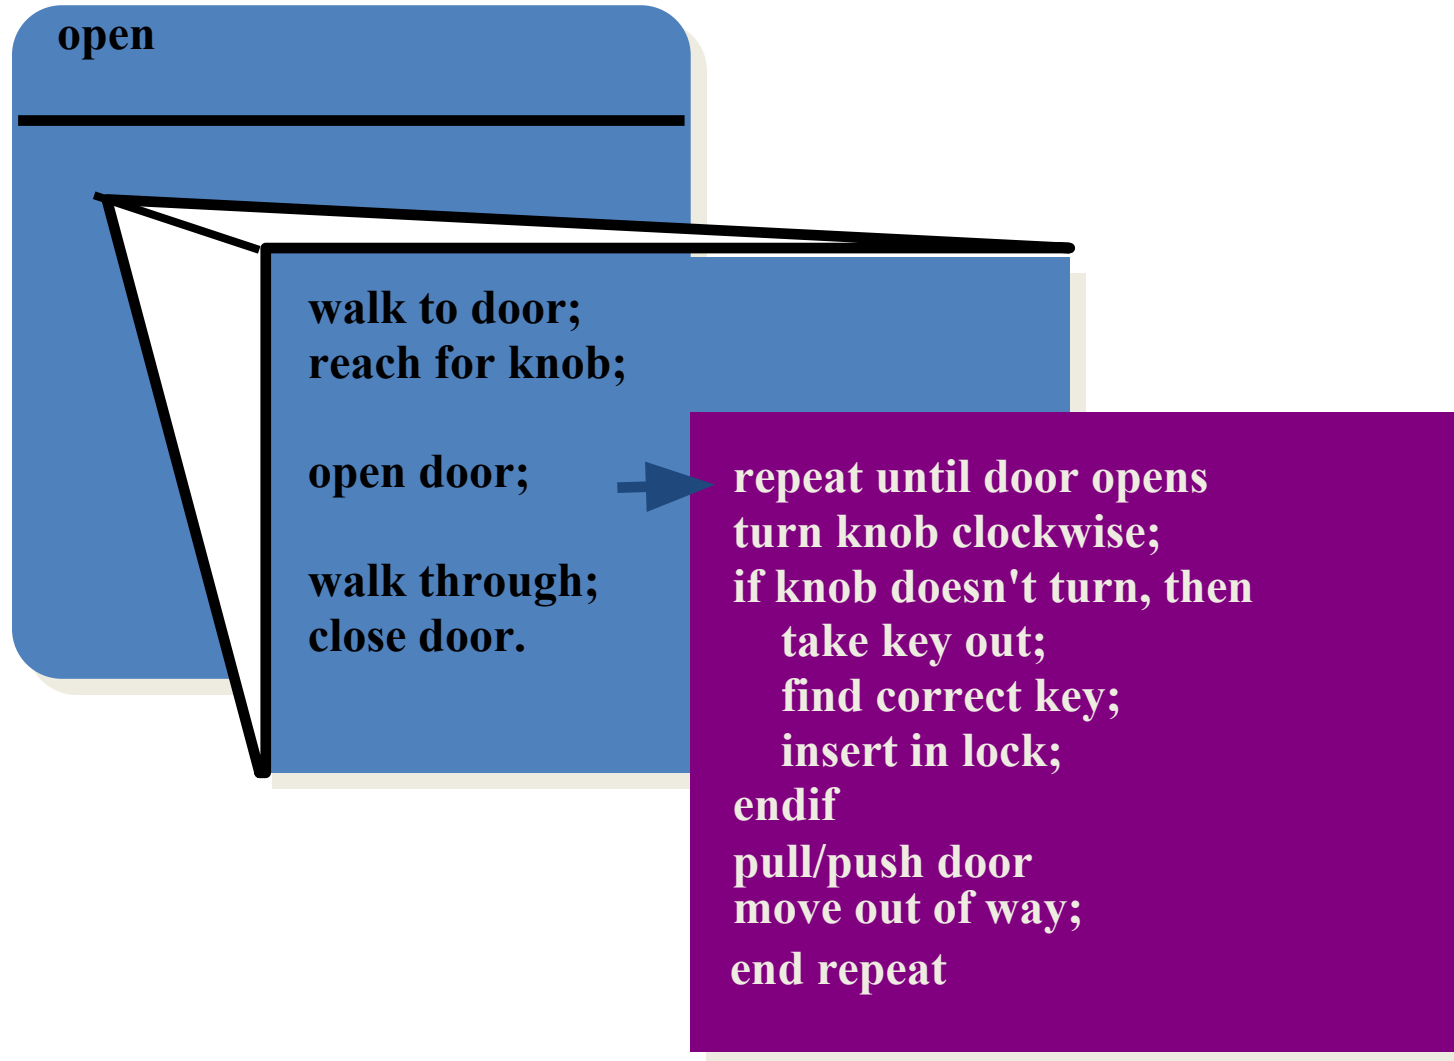 open
walk to door;
reach for knob;
open door;
walk through;
close door.
repeat until door opens
turn knob clockwise;
if knob doesn't turn, then
take key out;
find correct key;
insert in lock;
endif
pull/push door
move out of way;
end repeat